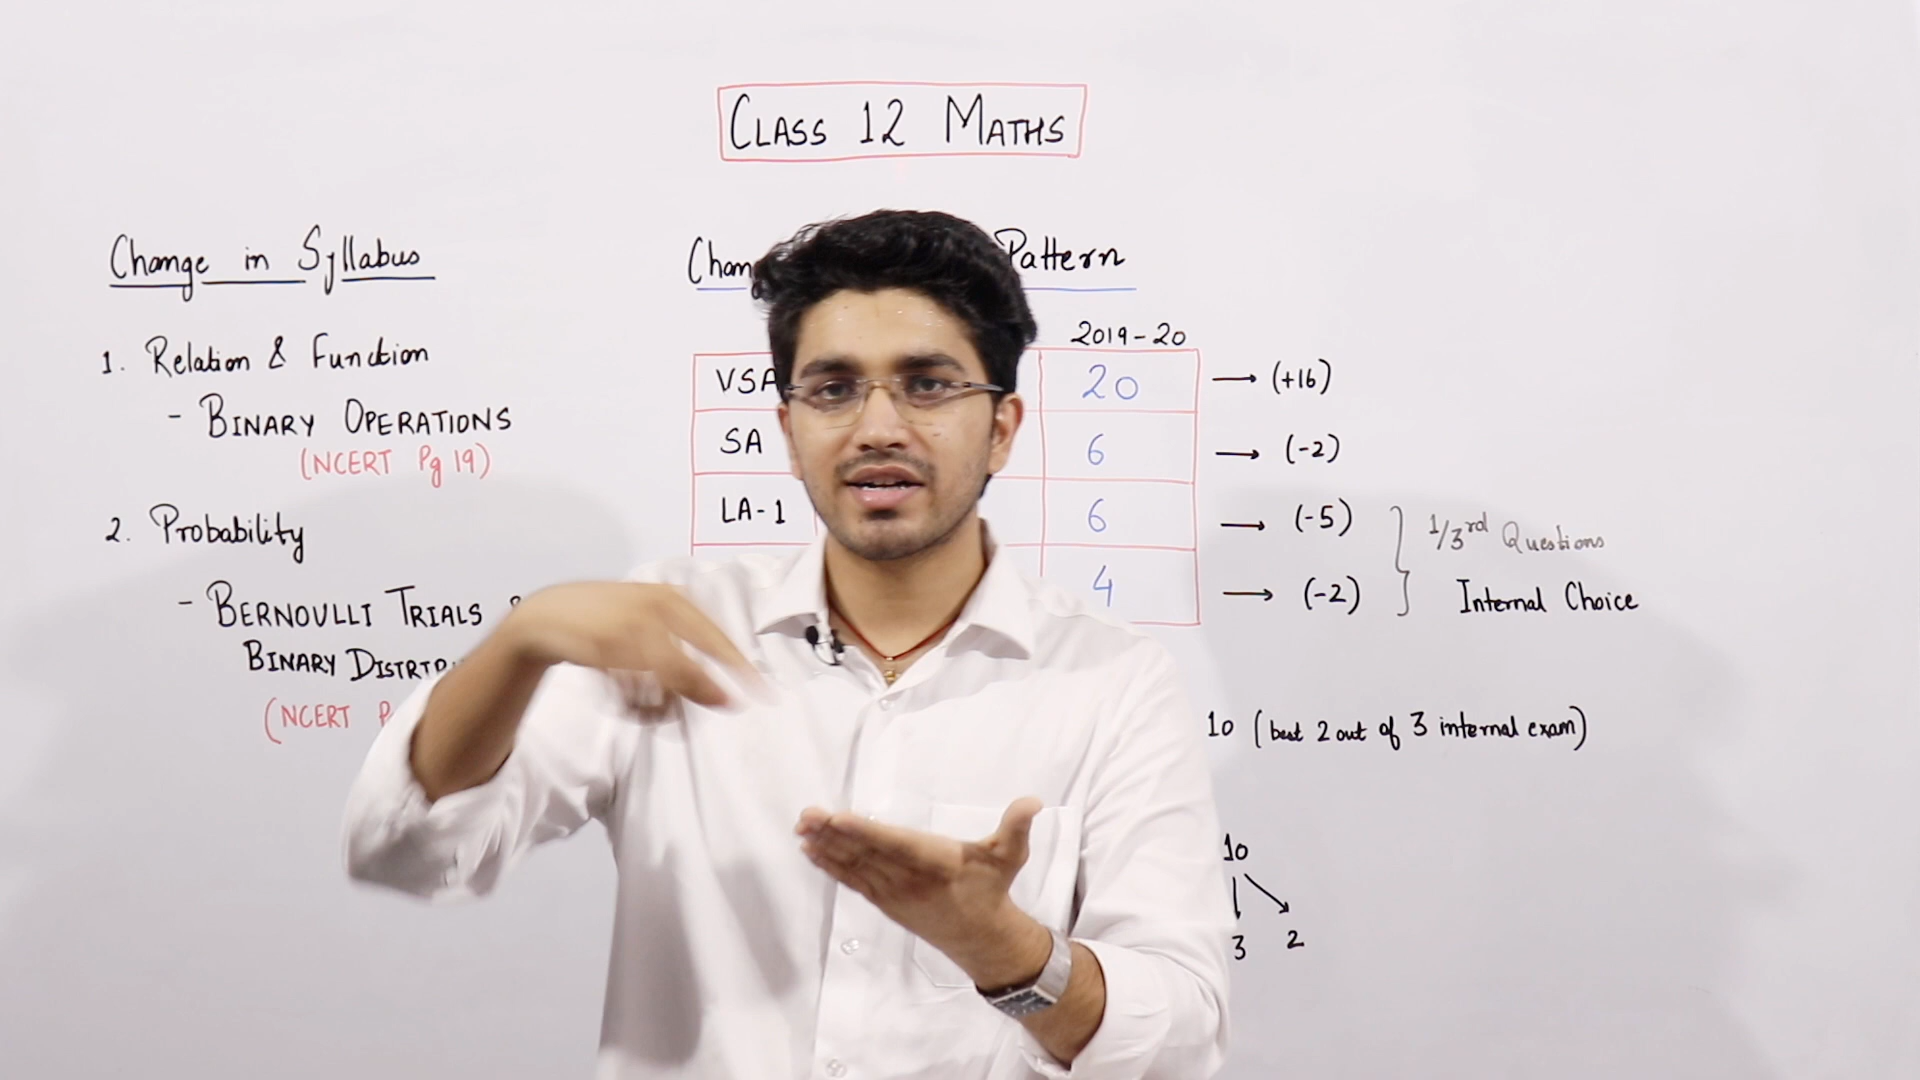 CLASS 12 MATHS
Change in Syllabus
1. Relation & Function
- BINARY OPERATIONS
(NCERT Pg 19)
2. Probability
- BERNOULLI TRIALS
BINARY
(NCERT
Pattern
2019-20
VSA 20 → (+16)
SA 6 → (-2)
LA-1 6 → (-5)
4 → (-2)
1/3rd Questions
Internal Choice
10 (best 2 out of 3 internal exam)
10
3 2